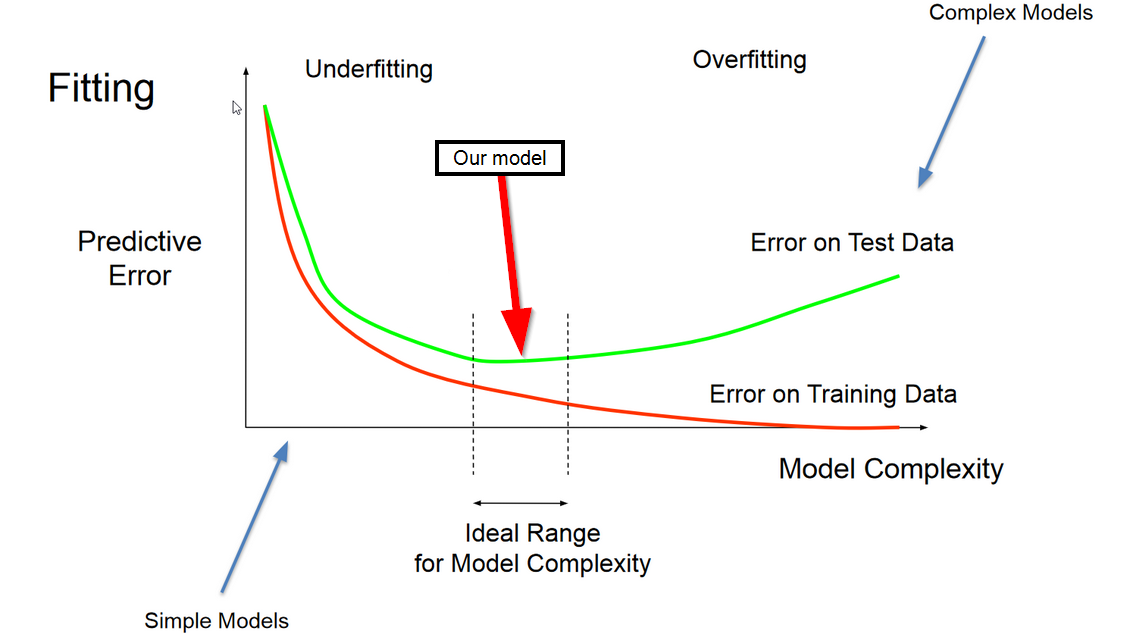 Complex Models
Fitting
Underfitting
Overfitting
Our model
Predictive
Error
Error on Test Data
Error on Training Data
Model Complexity
Ideal Range
for Model Complexity
Simple Models